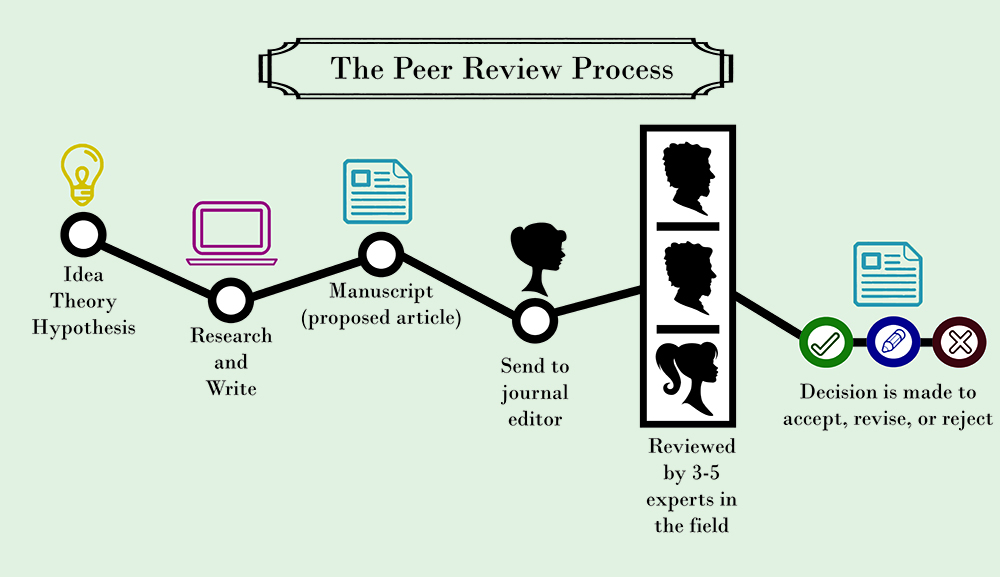 The Peer Review Process
Idea
Theory
Hypothesis
Research
and
Write
Manuscript
(proposed article)
Send to
journal
editor
Reviewed
by 3-5
experts in
the field
Decision is made to
accept, revise, or reject